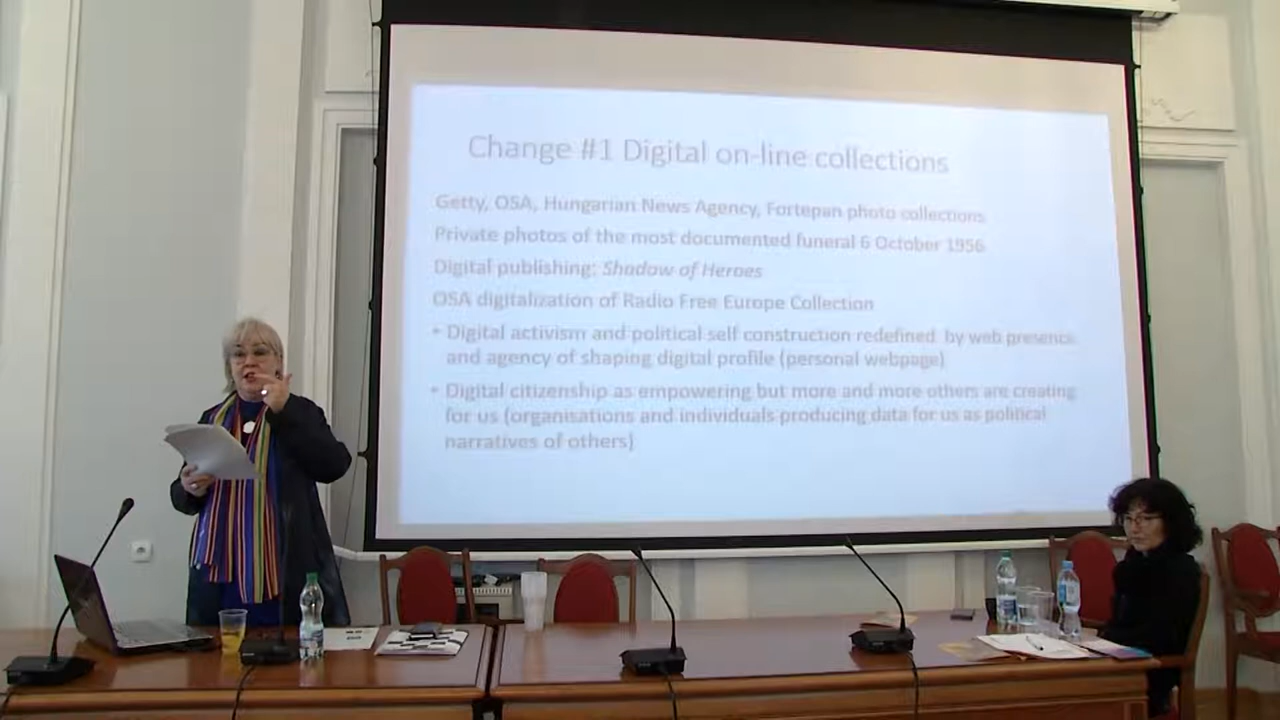 Change #1 Digital on-line collections
Getty, OSA, Hungarian News Agency, Fortepan photo collections
Private photos of the most documented funeral 6 October 1956
Digital publishing: Shadow of Heroes
OSA digitalization of Radio Free Europe Collection
• Digital activism and political self construction redefined by web presence
and agency of shaping digital profile (personal webpage)
• Digital citizenship as empowering but more and more others are creating
for us (organisations and individuals producing data for us as political
narratives of others)